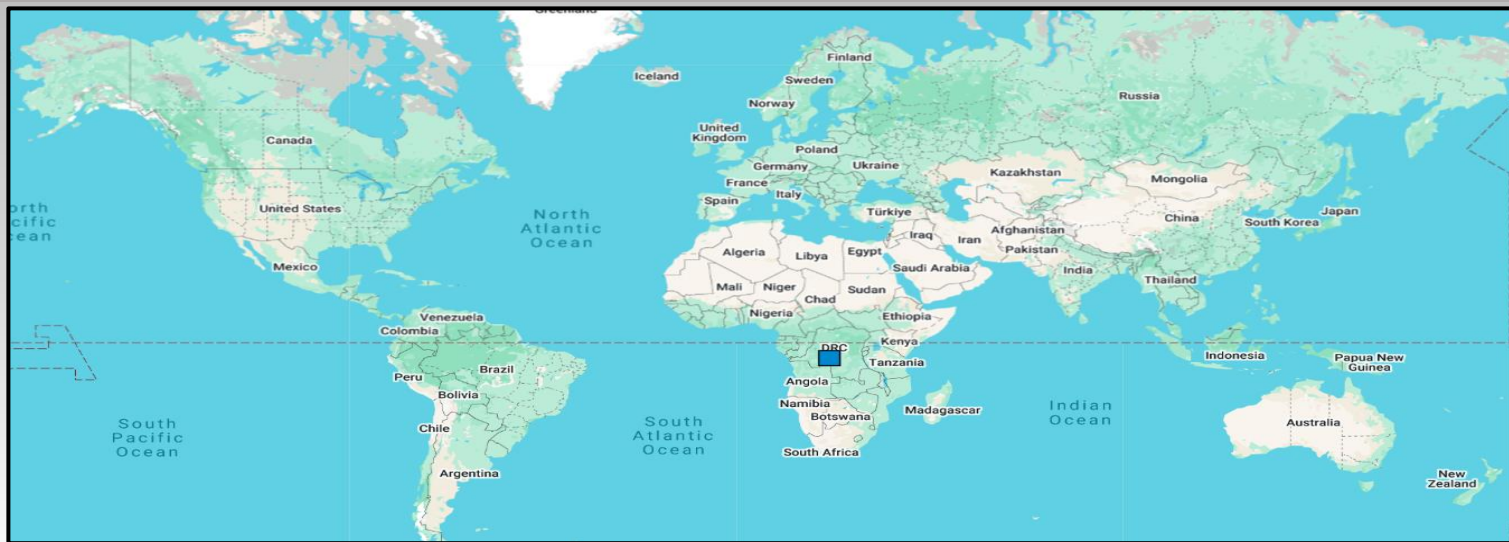 Greenland
Iceland
Finland
Sweden
Norway
Russia
United
Kingdom
Canada
Poland
Germany
Ukraine
France
Kazakhstan
Mongolia
Italy
Spain
United States
Türkiye
North
Atlantic
Ocean
orth
cific
cean
China
South Korea
Japan
Afghanistan
Iraq
Iran
Pakistan
Algeria
Libya
Egypt
Mexico
Saudi Arabia
India
Thailand
Mali
Niger
Sudan
Chad
Nigeria
Ethiopia
Venezuela
Colombia
DRC
Kenya
Tanzania
Indonesia
Papua New
Guinea
Peru
Brazil
Angola
Bolivia
Namibia
Botswana
Madagascar
Indian
Ocean
Chile
South
Pacific
Ocean
South
Atlantic
Ocean
Australia
South Africa
Argentina
New
Zealand